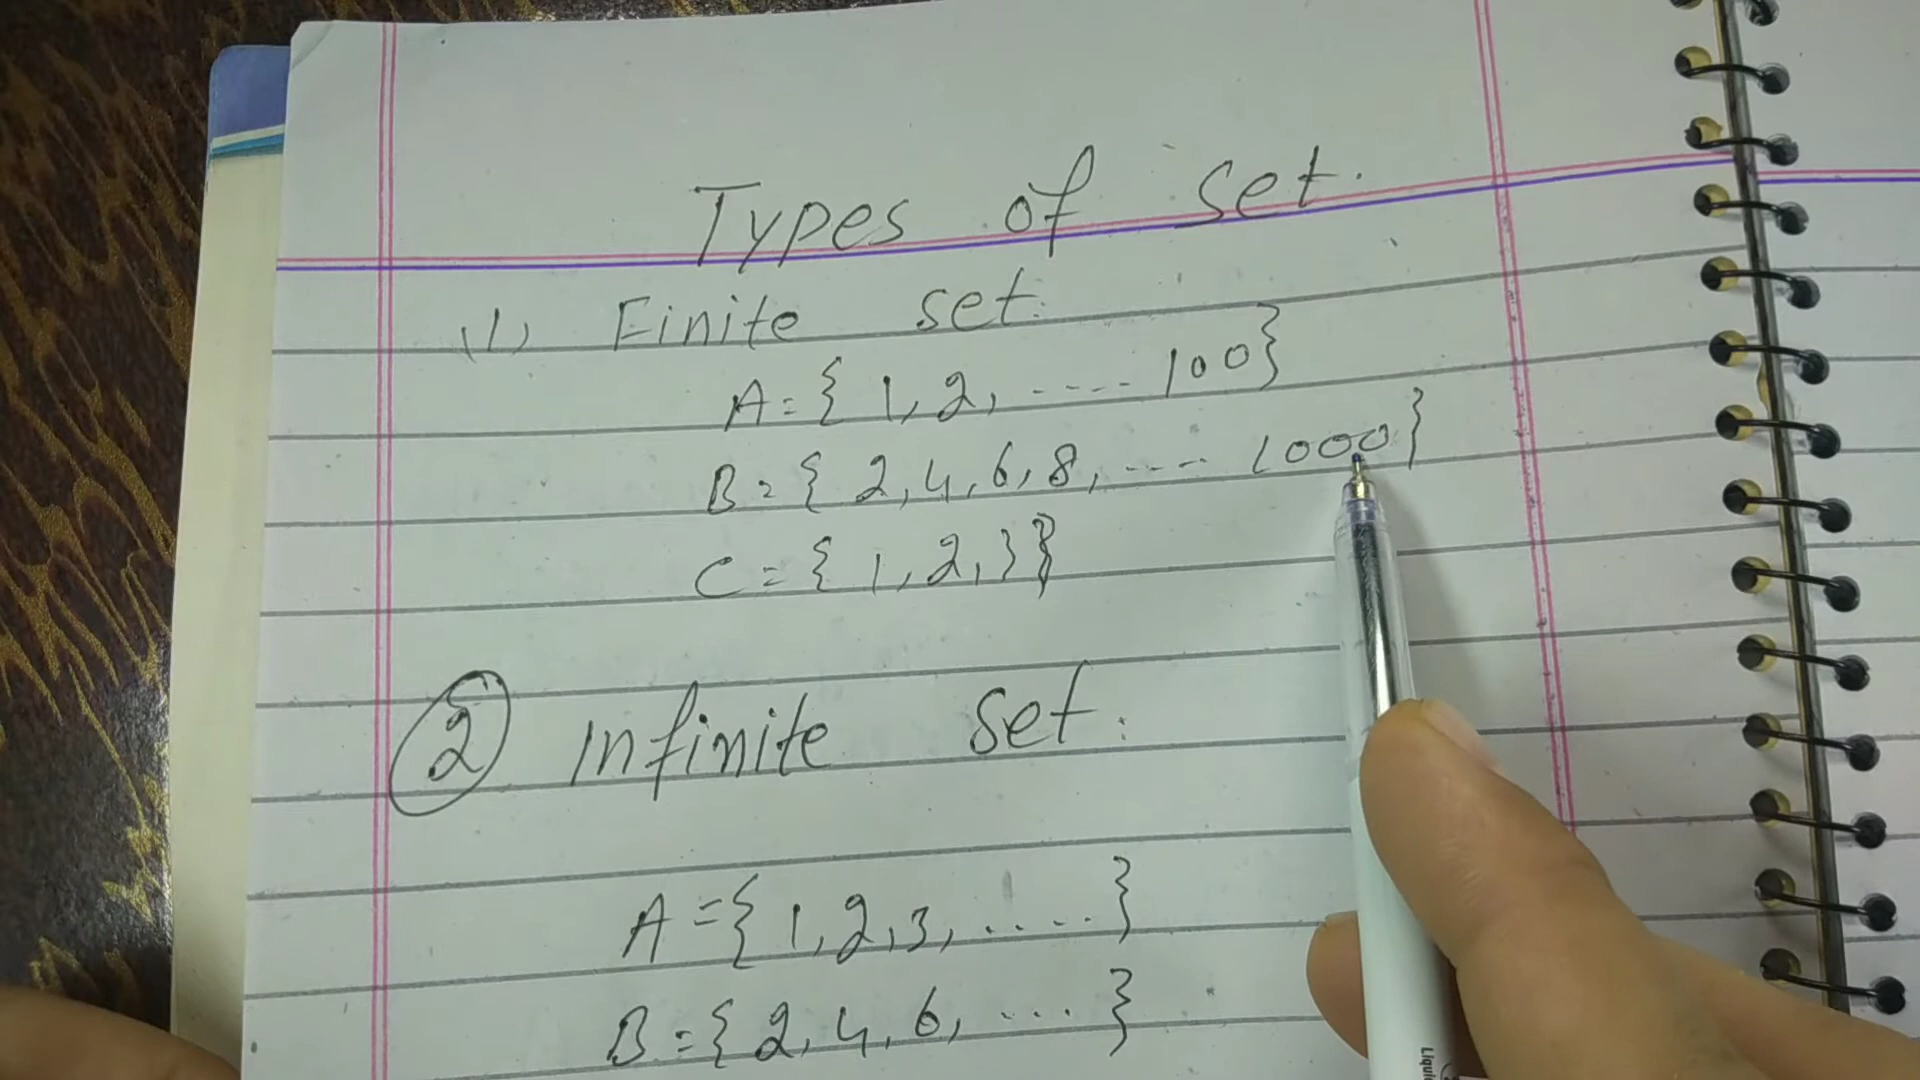 Types of set.
(1) Finite set:
A = { 1, 2, ---- 100}
B = { 2, 4, 6, 8, ---- 1000}
C = { 1, 2, }}
2 Infinite set:
A = { 1, 2, 3, ..... }
B = { 2, 4, 6, .... }